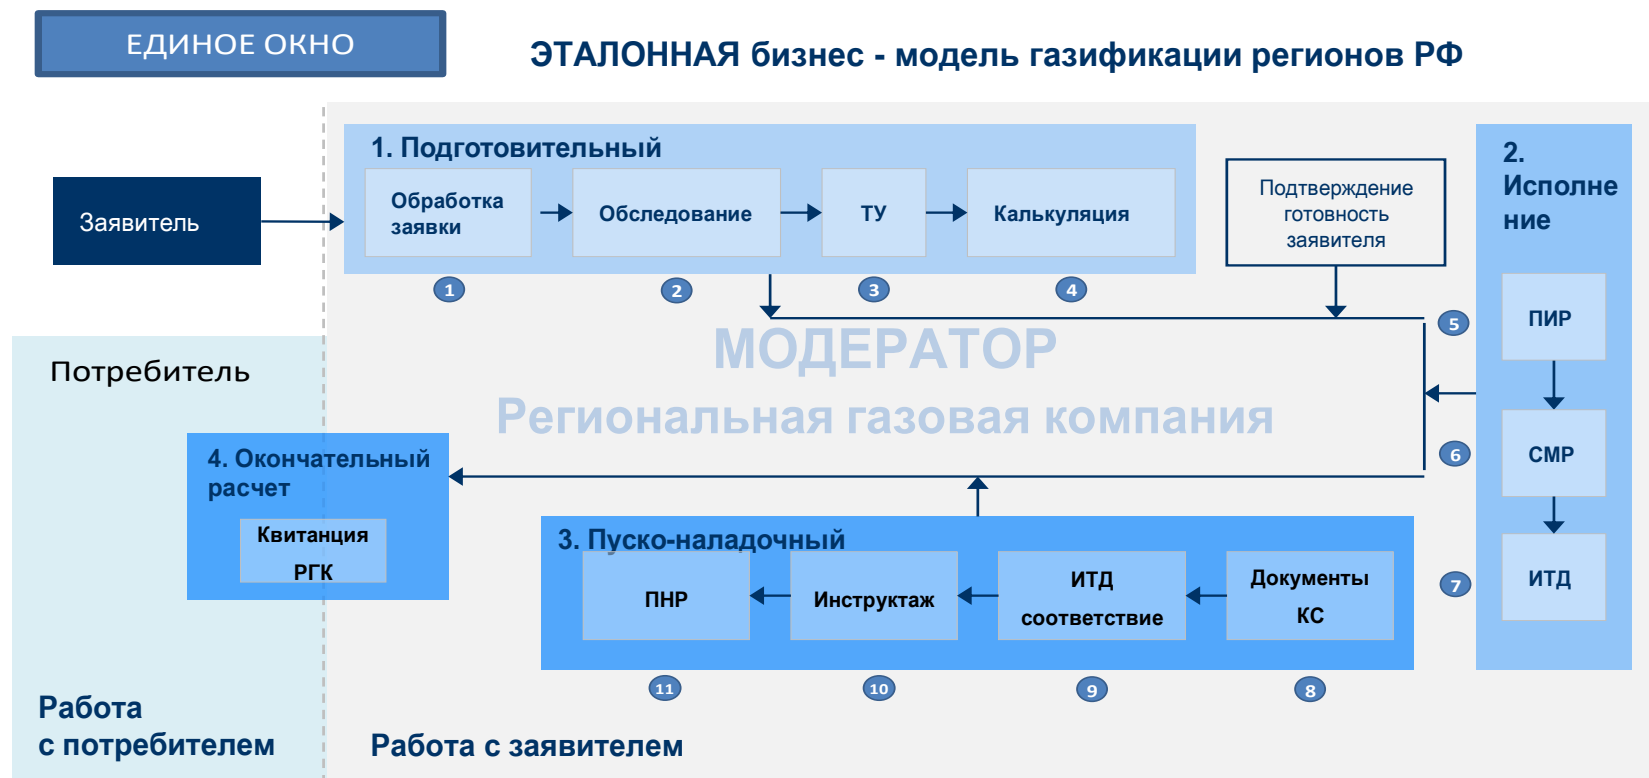 ЕДИНОЕ ОКНО
ЭТАЛОННАЯ бизнес - модель газификации регионов РФ
Заявитель
1. Подготовительный
Обработка
заявки
Обследование
ТУ
Калькуляция
1
2
3
4
Подтверждение
готовность
заявителя
2.
Исполне
ние
ПИР
СМР
ИТД
5
6
7
МОДЕРАТОР
Региональная газовая компания
Потребитель
4. Окончательный
расчет
Квитанция
РГК
3. Пуско-наладочный
ПНР
Инструктаж
ИТД
соответствие
Документы
КС
11
10
9
8
Работа
с потребителем
Работа с заявителем